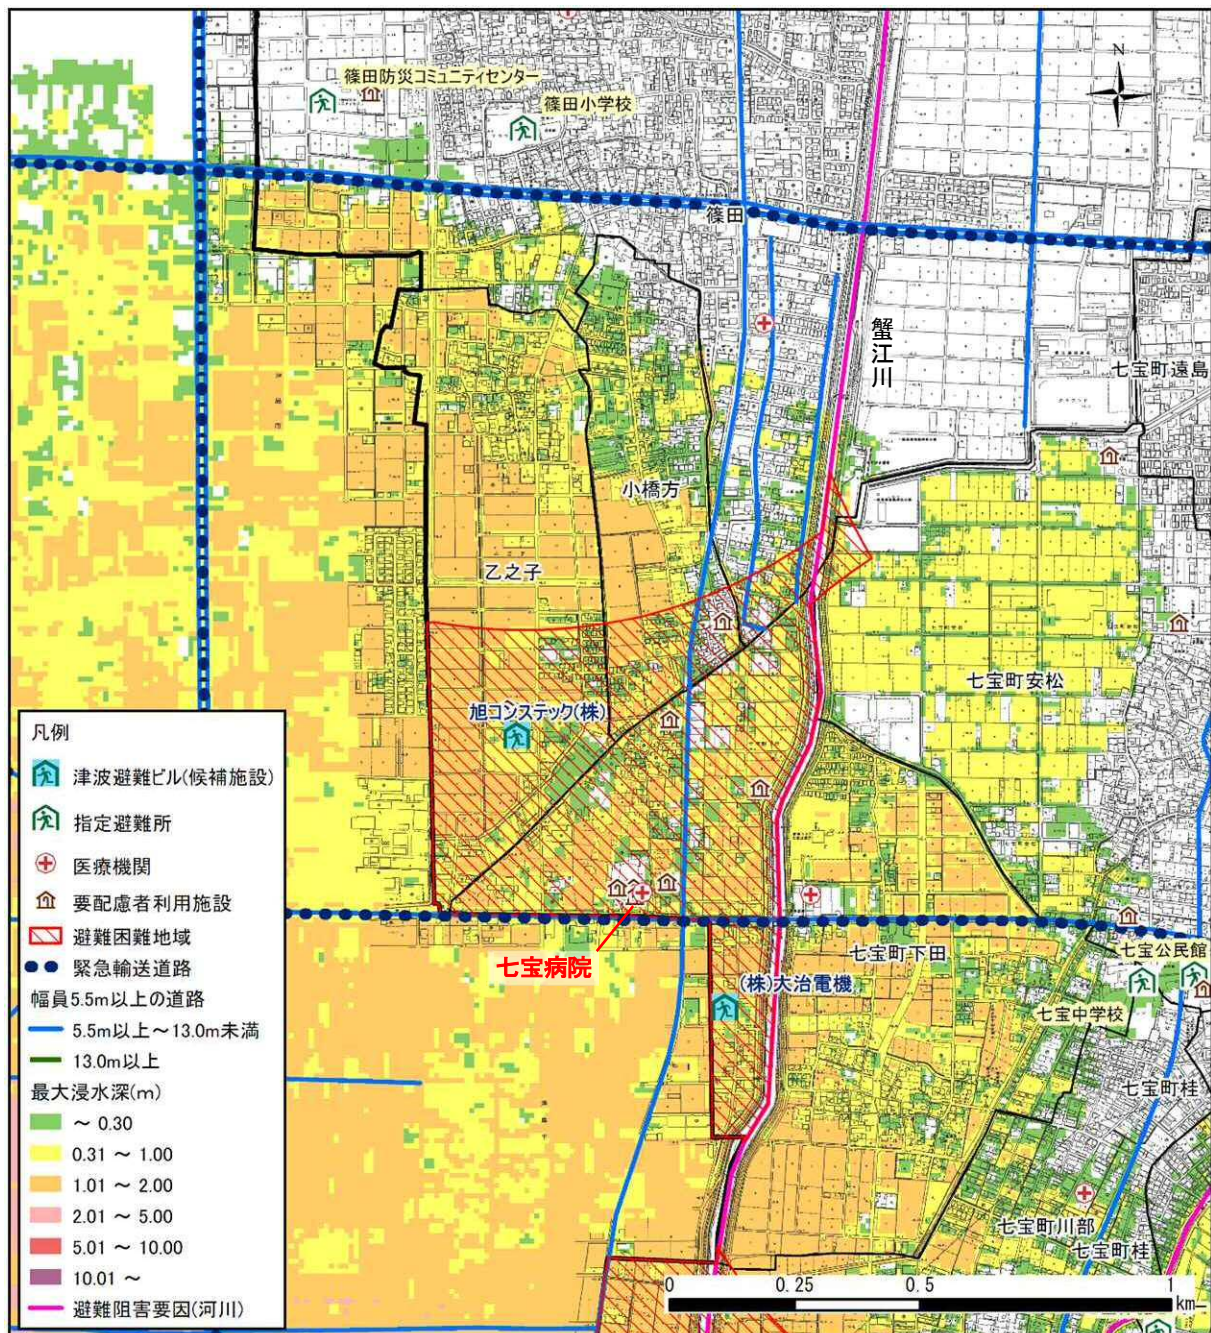 篠田防災コミュニティセンター
篠田小学校
N
篠田
蟹江川
七宝町遠島
小橋方
乙之子
七宝町安松
旭コンステック(株)
七宝病院
七宝町下田
(株)大治電機
七宝公民館
七宝中学校
七宝町桂
七宝町川部
七宝町桂
凡例
津波避難ビル(候補施設)
指定避難所
医療機関
要配慮者利用施設
避難困難地域
緊急輸送道路
幅員5.5m以上の道路
5.5m以上～13.0m未満
13.0m以上
最大浸水深(m)
～ 0.30
0.31 ～ 1.00
1.01 ～ 2.00
2.01 ～ 5.00
5.01 ～ 10.00
10.01 ～
避難阻害要因(河川)
0 0.25 0.5 1
km